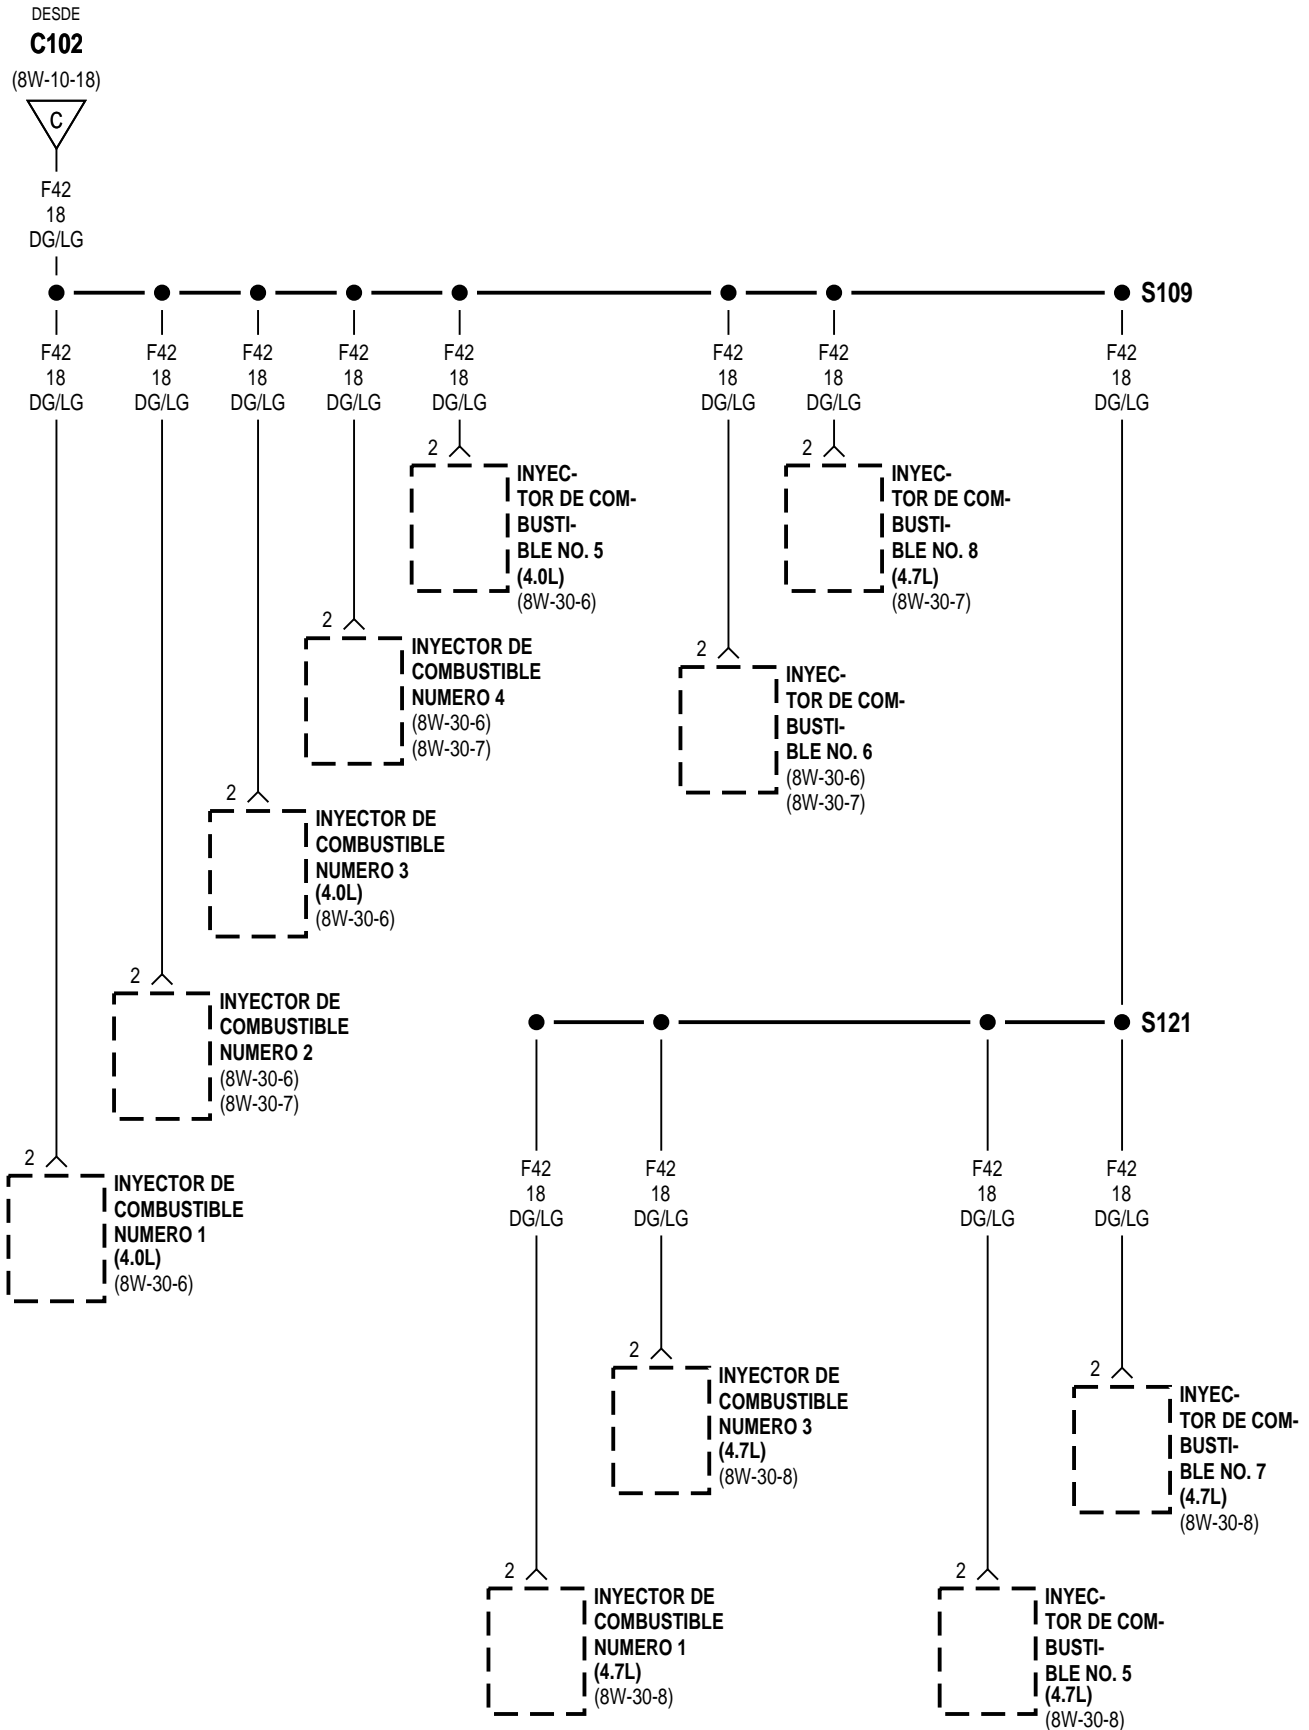 DESDE
C102
(8W-10-18)
C
F42
18
DG/LG
S109
F42
18
DG/LG
F42
18
DG/LG
F42
18
DG/LG
F42
18
DG/LG
F42
18
DG/LG
F42
18
DG/LG
F42
18
DG/LG
F42
18
DG/LG
2
INYEC-
TOR DE COM-
BUSTI-
BLE NO. 5
(4.0L)
(8W-30-6)
2
INYEC-
TOR DE COM-
BUSTI-
BLE NO. 8
(4.7L)
(8W-30-7)
2
INYECTOR DE
COMBUSTIBLE
NUMERO 4
(8W-30-6)
(8W-30-7)
2
INYEC-
TOR DE COM-
BUSTI-
BLE NO. 6
(8W-30-6)
(8W-30-7)
2
INYECTOR DE
COMBUSTIBLE
NUMERO 3
(4.0L)
(8W-30-6)
2
INYECTOR DE
COMBUSTIBLE
NUMERO 2
(8W-30-6)
(8W-30-7)
S121
2
INYECTOR DE
COMBUSTIBLE
NUMERO 1
(4.0L)
(8W-30-6)
F42
18
DG/LG
F42
18
DG/LG
F42
18
DG/LG
F42
18
DG/LG
2
INYECTOR DE
COMBUSTIBLE
NUMERO 3
(4.7L)
(8W-30-8)
2
INYEC-
TOR DE COM-
BUSTI-
BLE NO. 7
(4.7L)
(8W-30-8)
2
INYECTOR DE
COMBUSTIBLE
NUMERO 1
(4.7L)
(8W-30-8)
2
INYEC-
TOR DE COM-
BUSTI-
BLE NO. 5
(4.7L)
(8W-30-8)